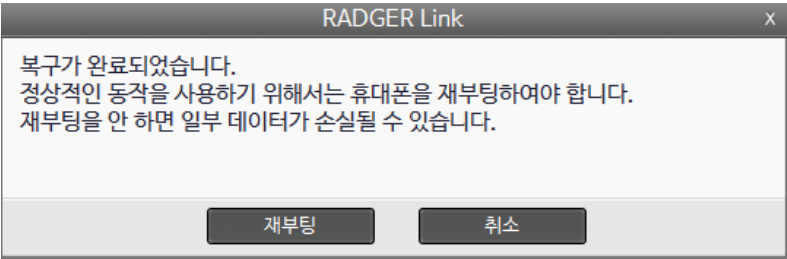 RADGER Link
X
복구가 완료되었습니다.
정상적인 동작을 사용하기 위해서는 휴대폰을 재부팅하여야 합니다.
재부팅을 안 하면 일부 데이터가 손실될 수 있습니다.
재부팅
취소